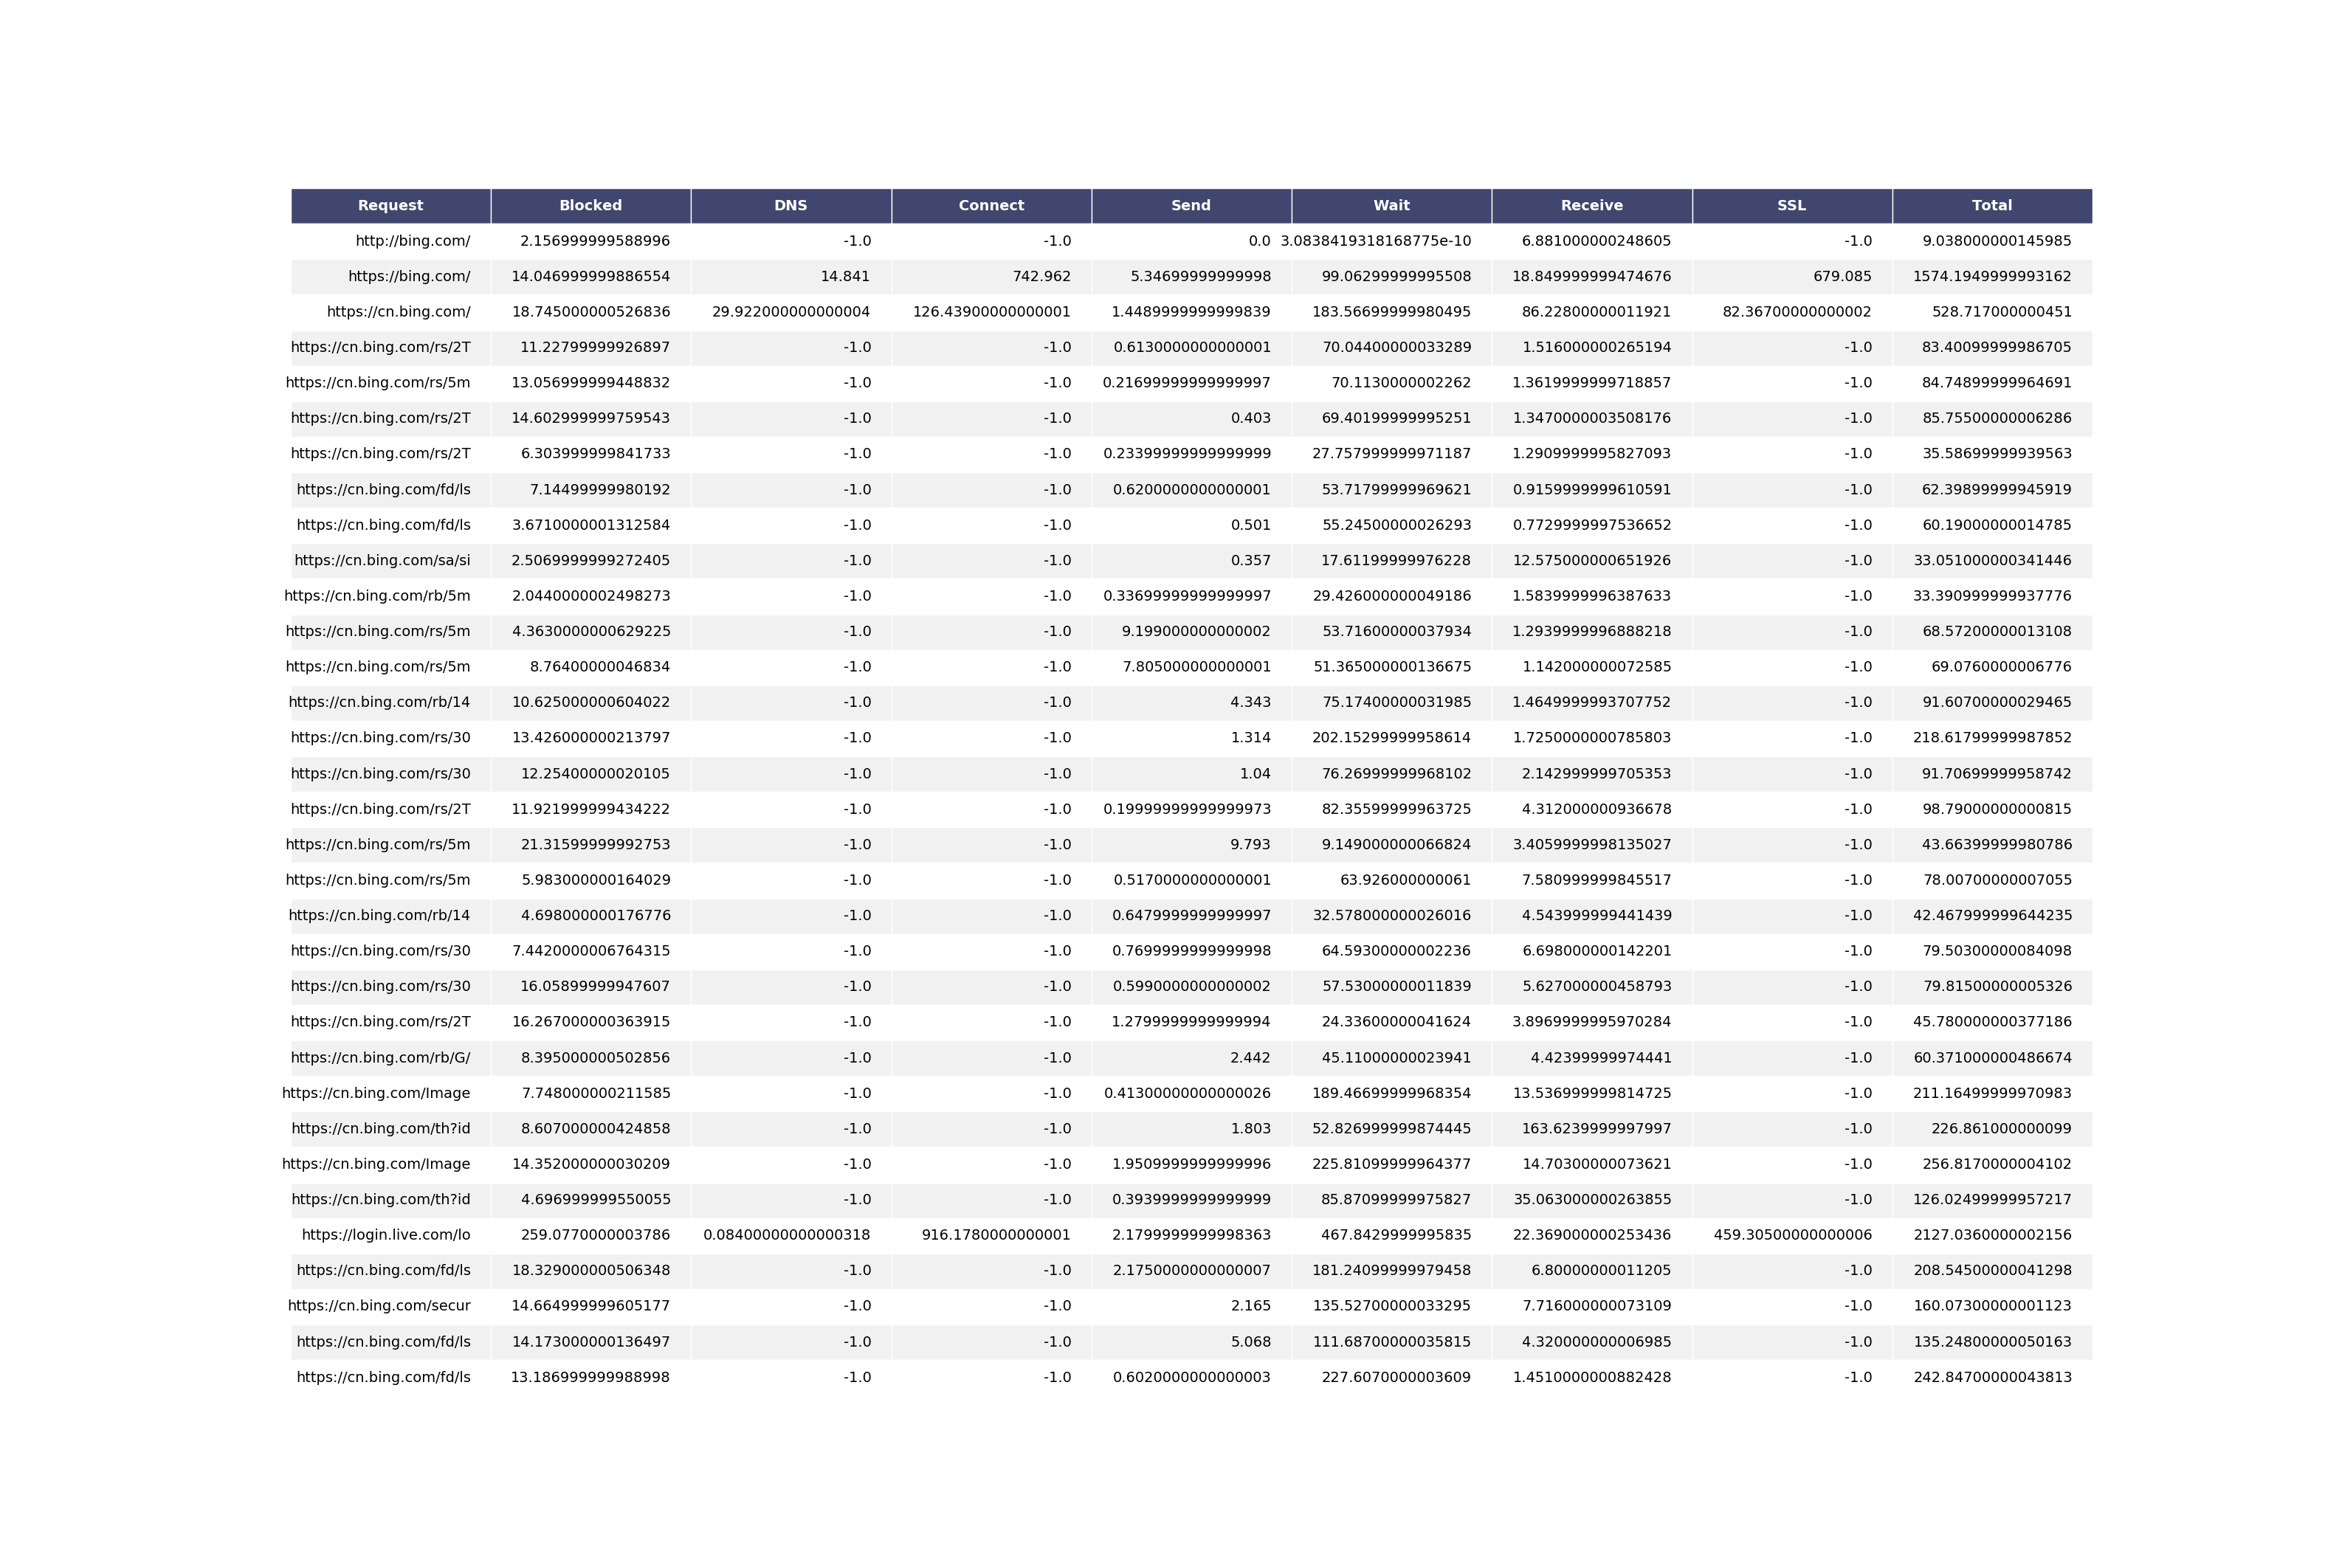 Request Blocked DNS Connect Send Wait Receive SSL Total
http://bing.com/ 2.156999999588996 -1.0 -1.0 0.0 3.0838419318168775e-10 6.881000000248605 -1.0 9.038000000145985
https://bing.com/ 14.046999999886554 14.841 742.962 5.34699999999998 99.06299999995508 18.849999999474676 679.085 1574.1949999993162
https://cn.bing.com/ 18.745000000526836 29.922000000000004 126.43900000000001 1.4489999999999839 183.56699999980495 86.22800000011921 82.36700000000002 528.717000000451
https://cn.bing.com/rs/2T 11.22799999926897 -1.0 -1.0 0.6130000000000001 70.04400000033289 1.516000000265194 -1.0 83.40099999986705
https://cn.bing.com/rs/5m 13.056999999448832 -1.0 -1.0 0.21699999999999997 70.1130000002262 1.3619999999718857 -1.0 84.74899999964691
https://cn.bing.com/rs/2T 14.602999999759543 -1.0 -1.0 0.403 69.40199999995251 1.3470000003508176 -1.0 85.75500000006286
https://cn.bing.com/rs/2T 6.303999999841733 -1.0 -1.0 0.23399999999999999 27.757999999971187 1.2909999995827093 -1.0 35.58699999939563
https://cn.bing.com/fd/ls 7.14499999980192 -1.0 -1.0 0.6200000000000001 53.71799999969621 0.9159999999610591 -1.0 62.39899999945919
https://cn.bing.com/fd/ls 3.6710000001312584 -1.0 -1.0 0.501 55.24500000026293 0.7729999997536652 -1.0 60.19000000014785
https://cn.bing.com/sa/si 2.5069999999272405 -1.0 -1.0 0.357 17.61199999976228 12.575000000651926 -1.0 33.051000000341446
https://cn.bing.com/rb/5m 2.0440000002498273 -1.0 -1.0 0.33699999999999997 29.426000000049186 1.5839999996387633 -1.0 33.390999999937776
https://cn.bing.com/rs/5m 4.3630000000629225 -1.0 -1.0 9.199000000000002 53.71600000037934 1.2939999996888218 -1.0 68.57200000013108
https://cn.bing.com/rs/5m 8.76400000046834 -1.0 -1.0 7.805000000000001 51.365000000136675 1.142000000072585 -1.0 69.0760000006776
https://cn.bing.com/rb/14 10.625000000604022 -1.0 -1.0 4.343 75.17400000031985 1.4649999993707752 -1.0 91.60700000029465
https://cn.bing.com/rs/30 13.426000000213797 -1.0 -1.0 1.314 202.15299999958614 1.7250000000785803 -1.0 218.61799999987852
https://cn.bing.com/rs/30 12.25400000020105 -1.0 -1.0 1.04 76.26999999968102 2.142999999705353 -1.0 91.70699999958742
https://cn.bing.com/rs/2T 11.921999999434222 -1.0 -1.0 0.19999999999999973 82.35599999963725 4.312000000936678 -1.0 98.79000000000815
https://cn.bing.com/rs/5m 21.31599999992753 -1.0 -1.0 9.793 9.149000000066824 3.4059999998135027 -1.0 43.66399999980786
https://cn.bing.com/rs/5m 5.983000000164029 -1.0 -1.0 0.5170000000000001 63.926000000061 7.580999999845517 -1.0 78.00700000007055
https://cn.bing.com/rb/14 4.698000000176776 -1.0 -1.0 0.6479999999999997 32.578000000026016 4.543999999441439 -1.0 42.467999999644235
https://cn.bing.com/rs/30 7.4420000006764315 -1.0 -1.0 0.7699999999999998 64.59300000002236 6.698000000142201 -1.0 79.50300000084098
https://cn.bing.com/rs/30 16.05899999947607 -1.0 -1.0 0.5990000000000002 57.53000000011839 5.627000000458793 -1.0 79.81500000005326
https://cn.bing.com/rs/2T 16.267000000363915 -1.0 -1.0 1.2799999999999994 24.33600000041624 3.8969999995970284 -1.0 45.780000000377186
https://cn.bing.com/rb/G/ 8.395000000502856 -1.0 -1.0 2.442 45.11000000023941 4.42399999974441 -1.0 60.371000000486674
https://cn.bing.com/Image 7.748000000211585 -1.0 -1.0 0.41300000000000026 189.46699999968354 13.536999999814725 -1.0 211.16499999970983
https://cn.bing.com/th?id 8.607000000424858 -1.0 -1.0 1.803 52.826999999874445 163.6239999997997 -1.0 226.861000000099
https://cn.bing.com/Image 14.352000000030209 -1.0 -1.0 1.9509999999999996 225.81099999964377 14.70300000073621 -1.0 256.8170000004102
https://cn.bing.com/th?id 4.696999999550055 -1.0 -1.0 0.3939999999999999 85.87099999975827 35.063000000263855 -1.0 126.02499999957217
https://login.live.com/lo 259.0770000003786 0.08400000000000318 916.1780000000001 2.1799999999998363 467.8429999995835 22.369000000253436 459.30500000000006 2127.0360000002156
https://cn.bing.com/fd/ls 18.329000000506348 -1.0 -1.0 2.1750000000000007 181.24099999979458 6.80000000011205 -1.0 208.54500000041298
https://cn.bing.com/secur 14.664999999605177 -1.0 -1.0 2.165 135.52700000033295 7.716000000073109 -1.0 160.07300000001123
https://cn.bing.com/fd/ls 14.173000000136497 -1.0 -1.0 5.068 111.68700000035815 4.320000000006985 -1.0 135.24800000050163
https://cn.bing.com/fd/ls 13.186999999988998 -1.0 -1.0 0.6020000000000003 227.6070000003609 1.4510000000882428 -1.0 242.84700000043813